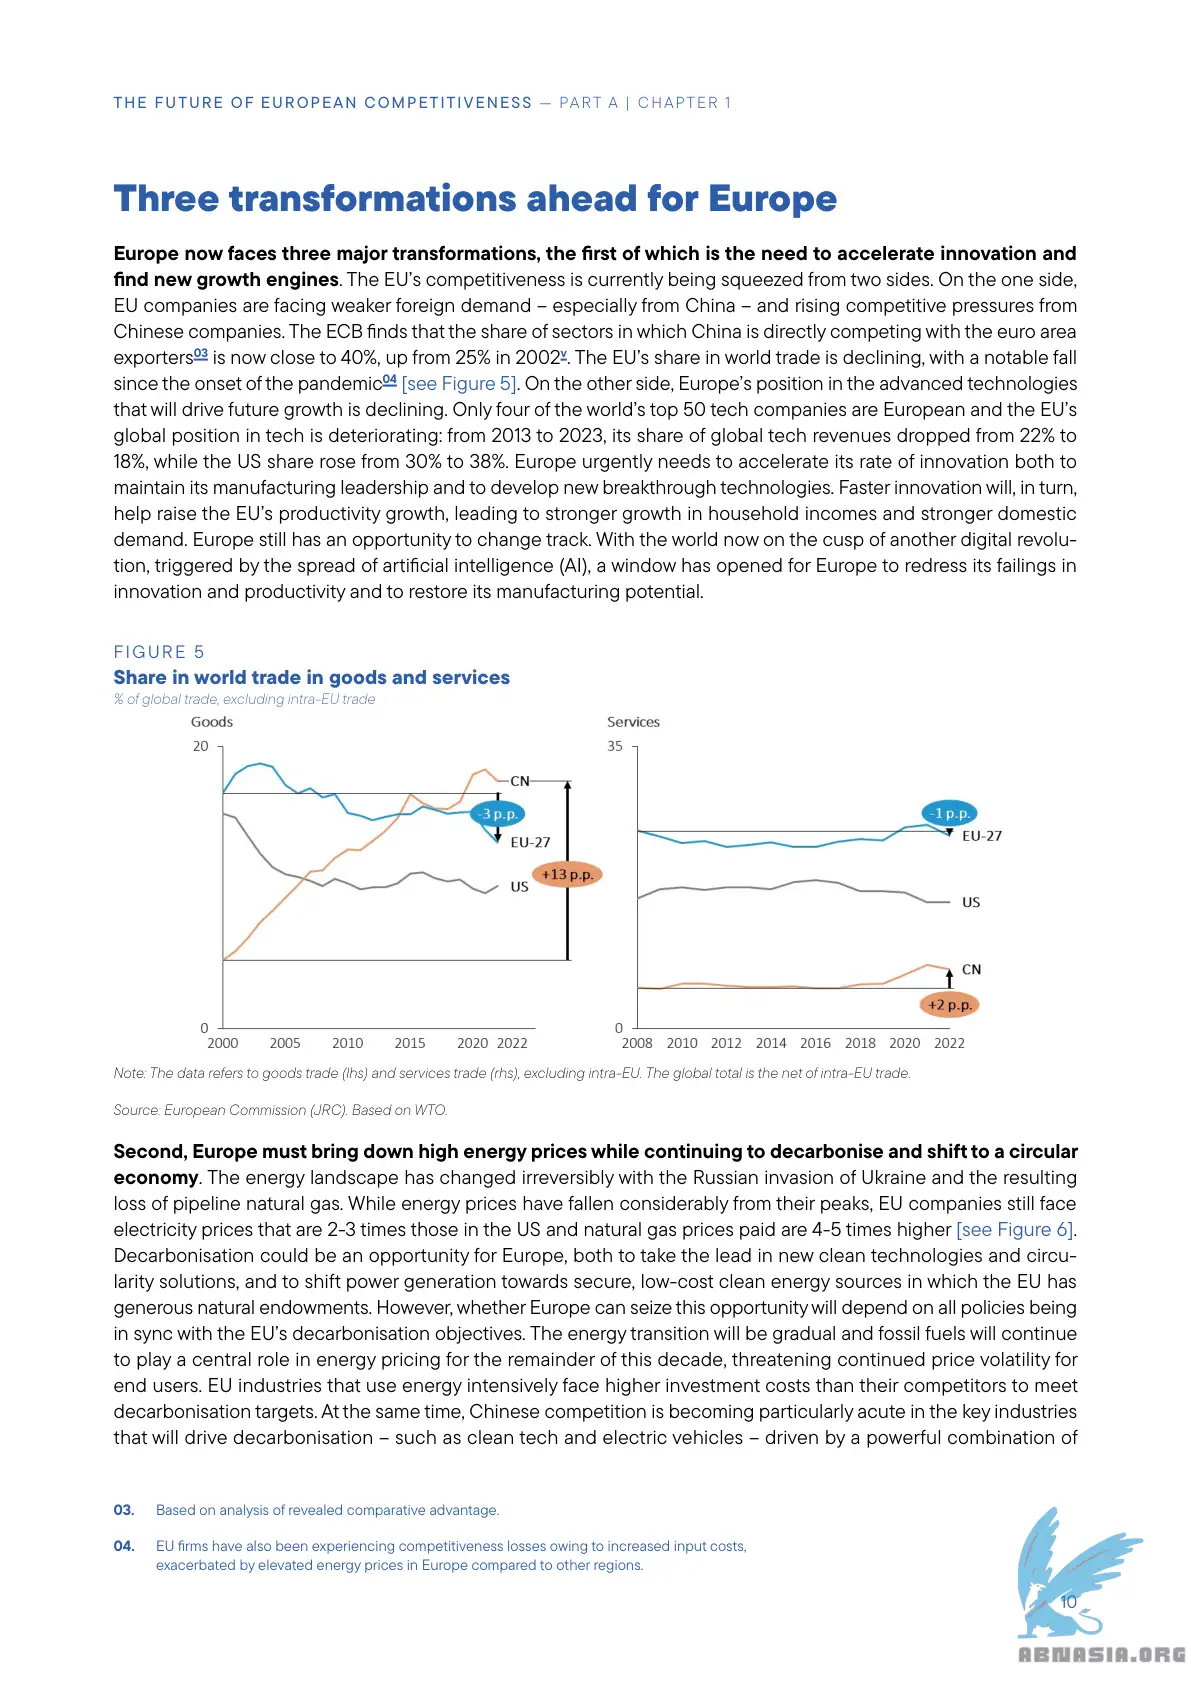 THE FUTURE OF EUROPEAN COMPETITIVENESS — PART A | CHAPTER 1
Three transformations ahead for Europe
Europe now faces three major transformations, the first of which is the need to accelerate innovation and
find new growth engines. The EU's competitiveness is currently being squeezed from two sides. On the one side,
EU companies are facing weaker foreign demand – especially from China – and rising competitive pressures from
Chinese companies. The ECB finds that the share of sectors in which China is directly competing with the euro area
exporters03 is now close to 40%, up from 25% in 2002v. The EU's share in world trade is declining, with a notable fall
since the onset of the pandemic04 [see Figure 5]. On the other side, Europe's position in the advanced technologies
that will drive future growth is declining. Only four of the world's top 50 tech companies are European and the EU's
global position in tech is deteriorating: from 2013 to 2023, its share of global tech revenues dropped from 22% to
18%, while the US share rose from 30% to 38%. Europe urgently needs to accelerate its rate of innovation both to
maintain its manufacturing leadership and to develop new breakthrough technologies. Faster innovation will, in turn,
help raise the EU's productivity growth, leading to stronger growth in household incomes and stronger domestic
demand. Europe still has an opportunity to change track. With the world now on the cusp of another digital revolu-
tion, triggered by the spread of artificial intelligence (AI), a window has opened for Europe to redress its failings in
innovation and productivity and to restore its manufacturing potential.
FIGURE 5
Share in world trade in goods and services
% of global trade, excluding intra-EU trade
Goods
20
CN
-3 p.p.
EU-27
+13 p.p.
US
0
2000 2005 2010 2015 2020 2022
Services
35
-1 p.p.
EU-27
US
CN
+2 p.p.
0
2008 2010 2012 2014 2016 2018 2020 2022
Note: The data refers to goods trade (lhs) and services trade (rhs), excluding intra-EU. The global total is the net of intra-EU trade.
Source: European Commission (JRC). Based on WTO.
Second, Europe must bring down high energy prices while continuing to decarbonise and shift to a circular
economy. The energy landscape has changed irreversibly with the Russian invasion of Ukraine and the resulting
loss of pipeline natural gas. While energy prices have fallen considerably from their peaks, EU companies still face
electricity prices that are 2-3 times those in the US and natural gas prices paid are 4-5 times higher [see Figure 6].
Decarbonisation could be an opportunity for Europe, both to take the lead in new clean technologies and circu-
larity solutions, and to shift power generation towards secure, low-cost clean energy sources in which the EU has
generous natural endowments. However, whether Europe can seize this opportunity will depend on all policies being
in sync with the EU's decarbonisation objectives. The energy transition will be gradual and fossil fuels will continue
to play a central role in energy pricing for the remainder of this decade, threatening continued price volatility for
end users. EU industries that use energy intensively face higher investment costs than their competitors to meet
decarbonisation targets. At the same time, Chinese competition is becoming particularly acute in the key industries
that will drive decarbonisation – such as clean tech and electric vehicles – driven by a powerful combination of
03. Based on analysis of revealed comparative advantage.
04. EU firms have also been experiencing competitiveness losses owing to increased input costs,
exacerbated by elevated energy prices in Europe compared to other regions.
10
ABNASIA.ORG